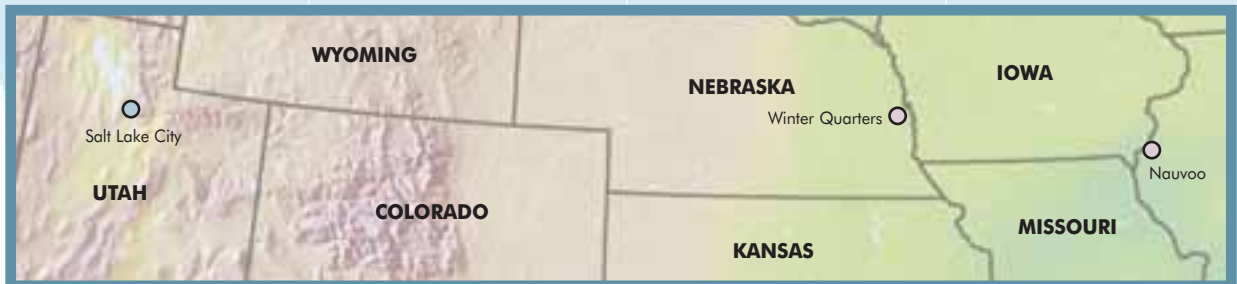 WYOMING
IOWA
NEBRASKA
Salt Lake City
Winter Quarters
Nauvoo
UTAH
COLORADO
MISSOURI
KANSAS